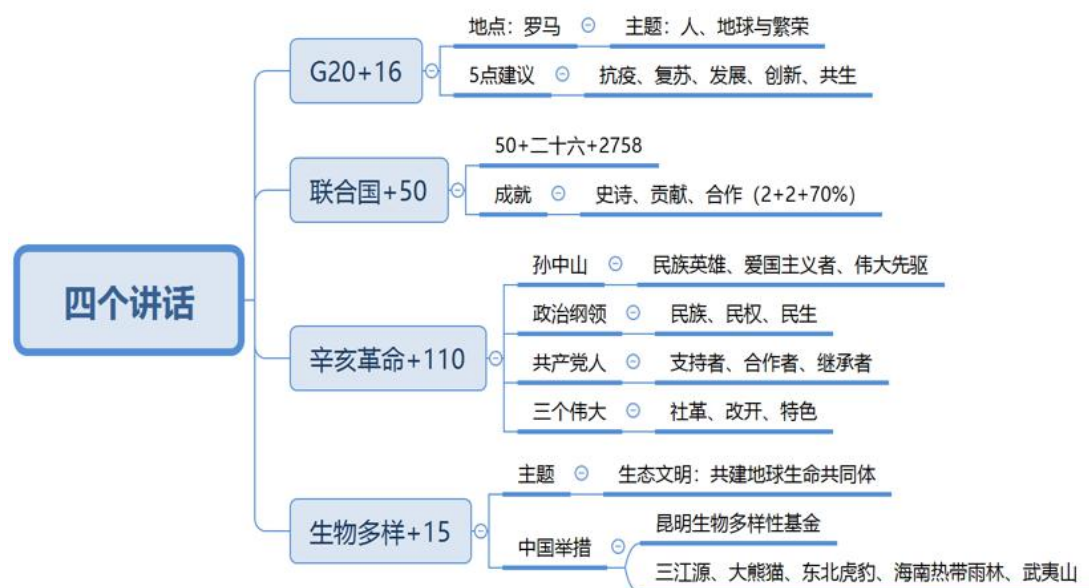 四个讲话
G20+16
地点：罗马
主题：人、地球与繁荣
5点建议
抗疫、复苏、发展、创新、共生
联合国+50
50+二十六+2758
成就
史诗、贡献、合作（2+2+70%）
辛亥革命+110
孙中山
民族英雄、爱国主义者、伟大先驱
政治纲领
民族、民权、民生
共产党人
支持者、合作者、继承者
三个伟大
社革、改开、特色
生物多样+15
主题
生态文明：共建地球生命共同体
中国举措
昆明生物多样性基金
三江源、大熊猫、东北虎豹、海南热带雨林、武夷山